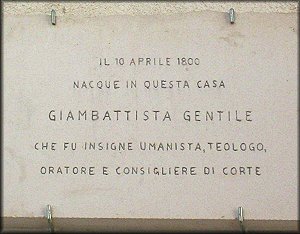 IL 10 APRILE 1800
NACQUE IN QUESTA CASA
GIAMBATTISTA GENTILE
CHE FU INSIGNE UMANISTA, TEOLOGO,
ORATORE E CONSIGLIERE DI CORTE